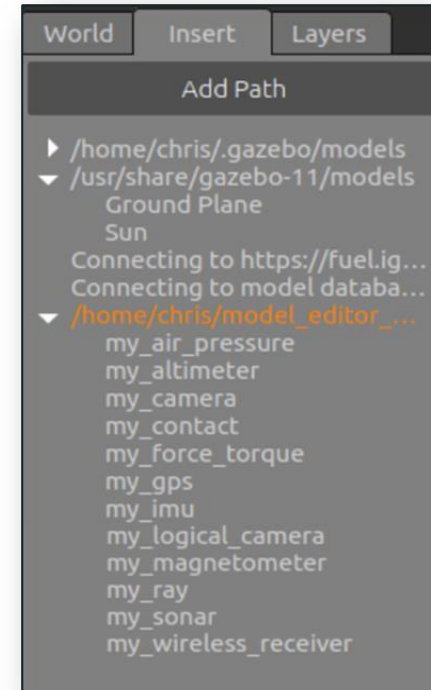 World Insert Layers
Add Path
/home/chris/.gazebo/models
/usr/share/gazebo-11/models
Ground Plane
Sun
Connecting to https://fuel.ig...
Connecting to model databa...
/home/chris/model_editor_...
my_air_pressure
my_altimeter
my_camera
my_contact
my_force_torque
my_gps
my_imu
my_logical_camera
my_magnetometer
my_ray
my_sonar
my_wireless_receiver